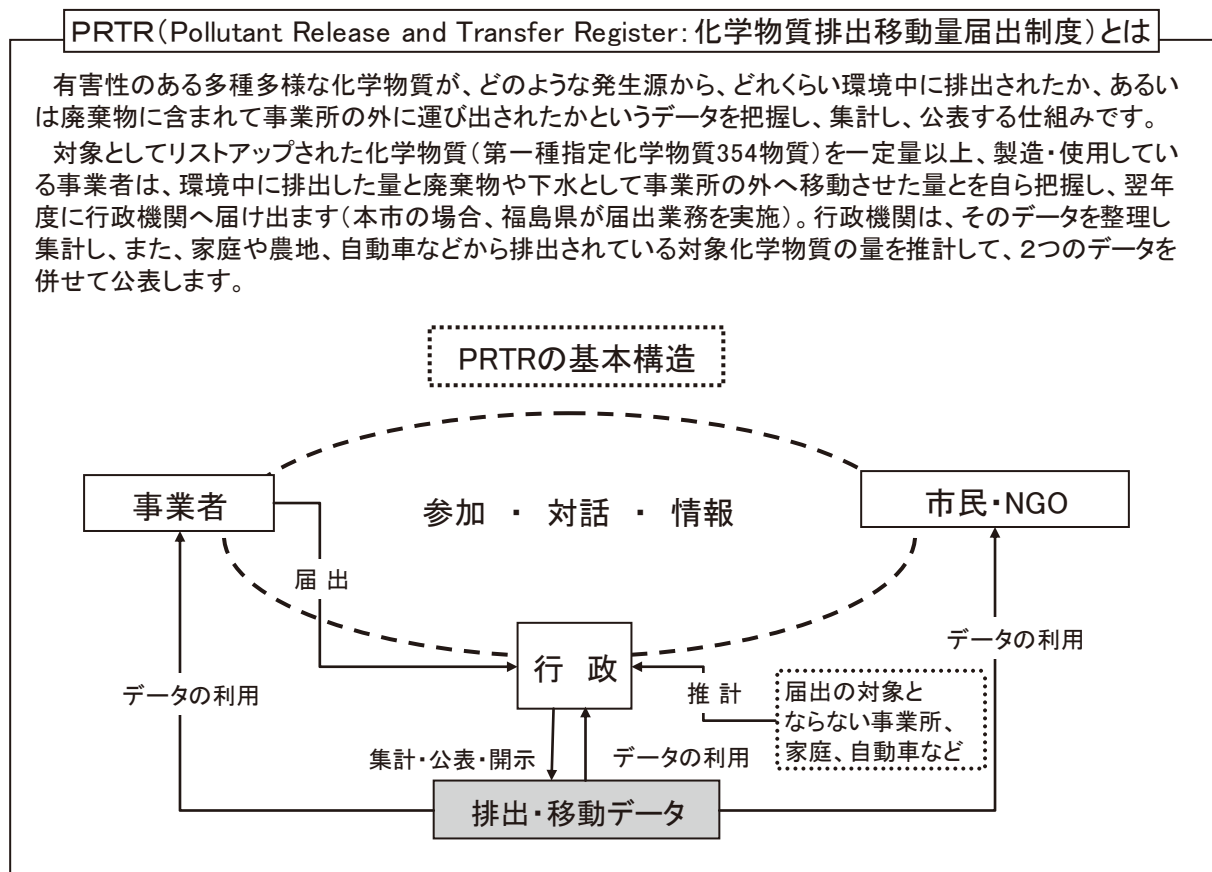 PRTR(Pollutant Release and Transfer Register:化学物質排出移動量届出制度)とは
有害性のある多種多様な化学物質が、どのような発生源から、どれくらい環境中に排出されたか、あるい
は廃棄物に含まれて事業所の外に運び出されたかというデータを把握し、集計し、公表する仕組みです。
対象としてリストアップされた化学物質(第一種指定化学物質354物質)を一定量以上、製造・使用してい
る事業者は、環境中に排出した量と廃棄物や下水として事業所の外へ移動させた量とを自ら把握し、翌年
度に行政機関へ届け出ます(本市の場合、福島県が届出業務を実施)。行政機関は、そのデータを整理し
集計し、また、家庭や農地、自動車などから排出されている対象化学物質の量を推計して、2つのデータを
併せて公表します。
PRTRの基本構造
事業者
参加 ・ 対話 ・ 情報
市民・NGO
届 出
行 政
データの利用
データの利用
推 計
届出の対象と
ならない事業所、
家庭、自動車など
集計・公表・開示
データの利用
排出・移動データ